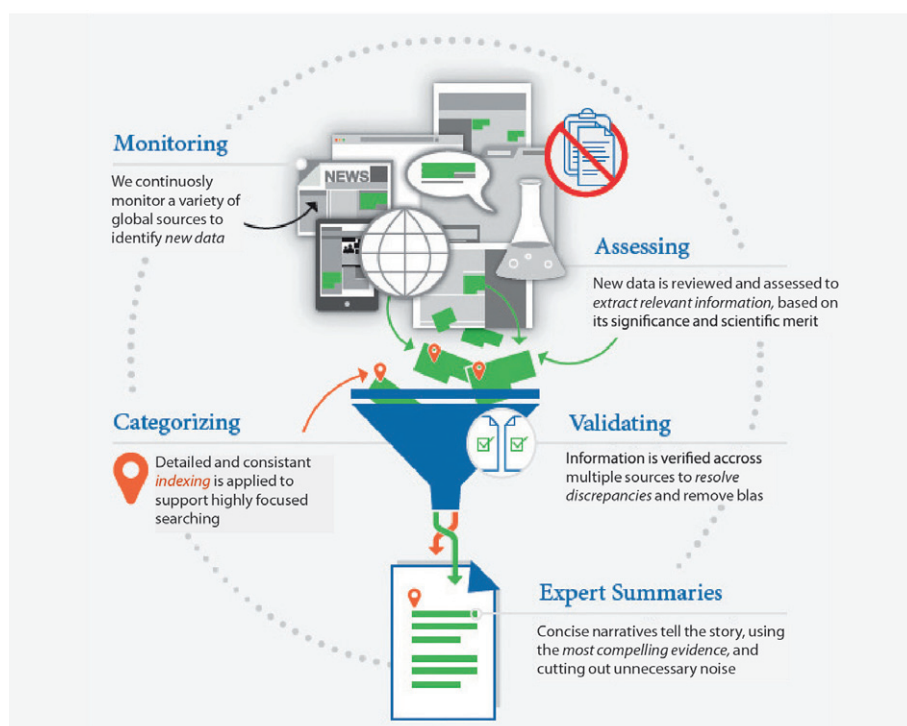 Monitoring
We continuosly
monitor a variety of
global sources to
identify new data
NEWS
Assessing
New data is reviewed and assessed to
extract relevant information, based on
its significance and scientific merit
Categorizing
Detailed and consistant
indexing is applied to
support highly focused
searching
Validating
Information is verified accross
multiple sources to resolve
discrepancies and remove blas
Expert Summaries
Concise narratives tell the story, using
the most compelling evidence, and
cutting out unnecessary noise